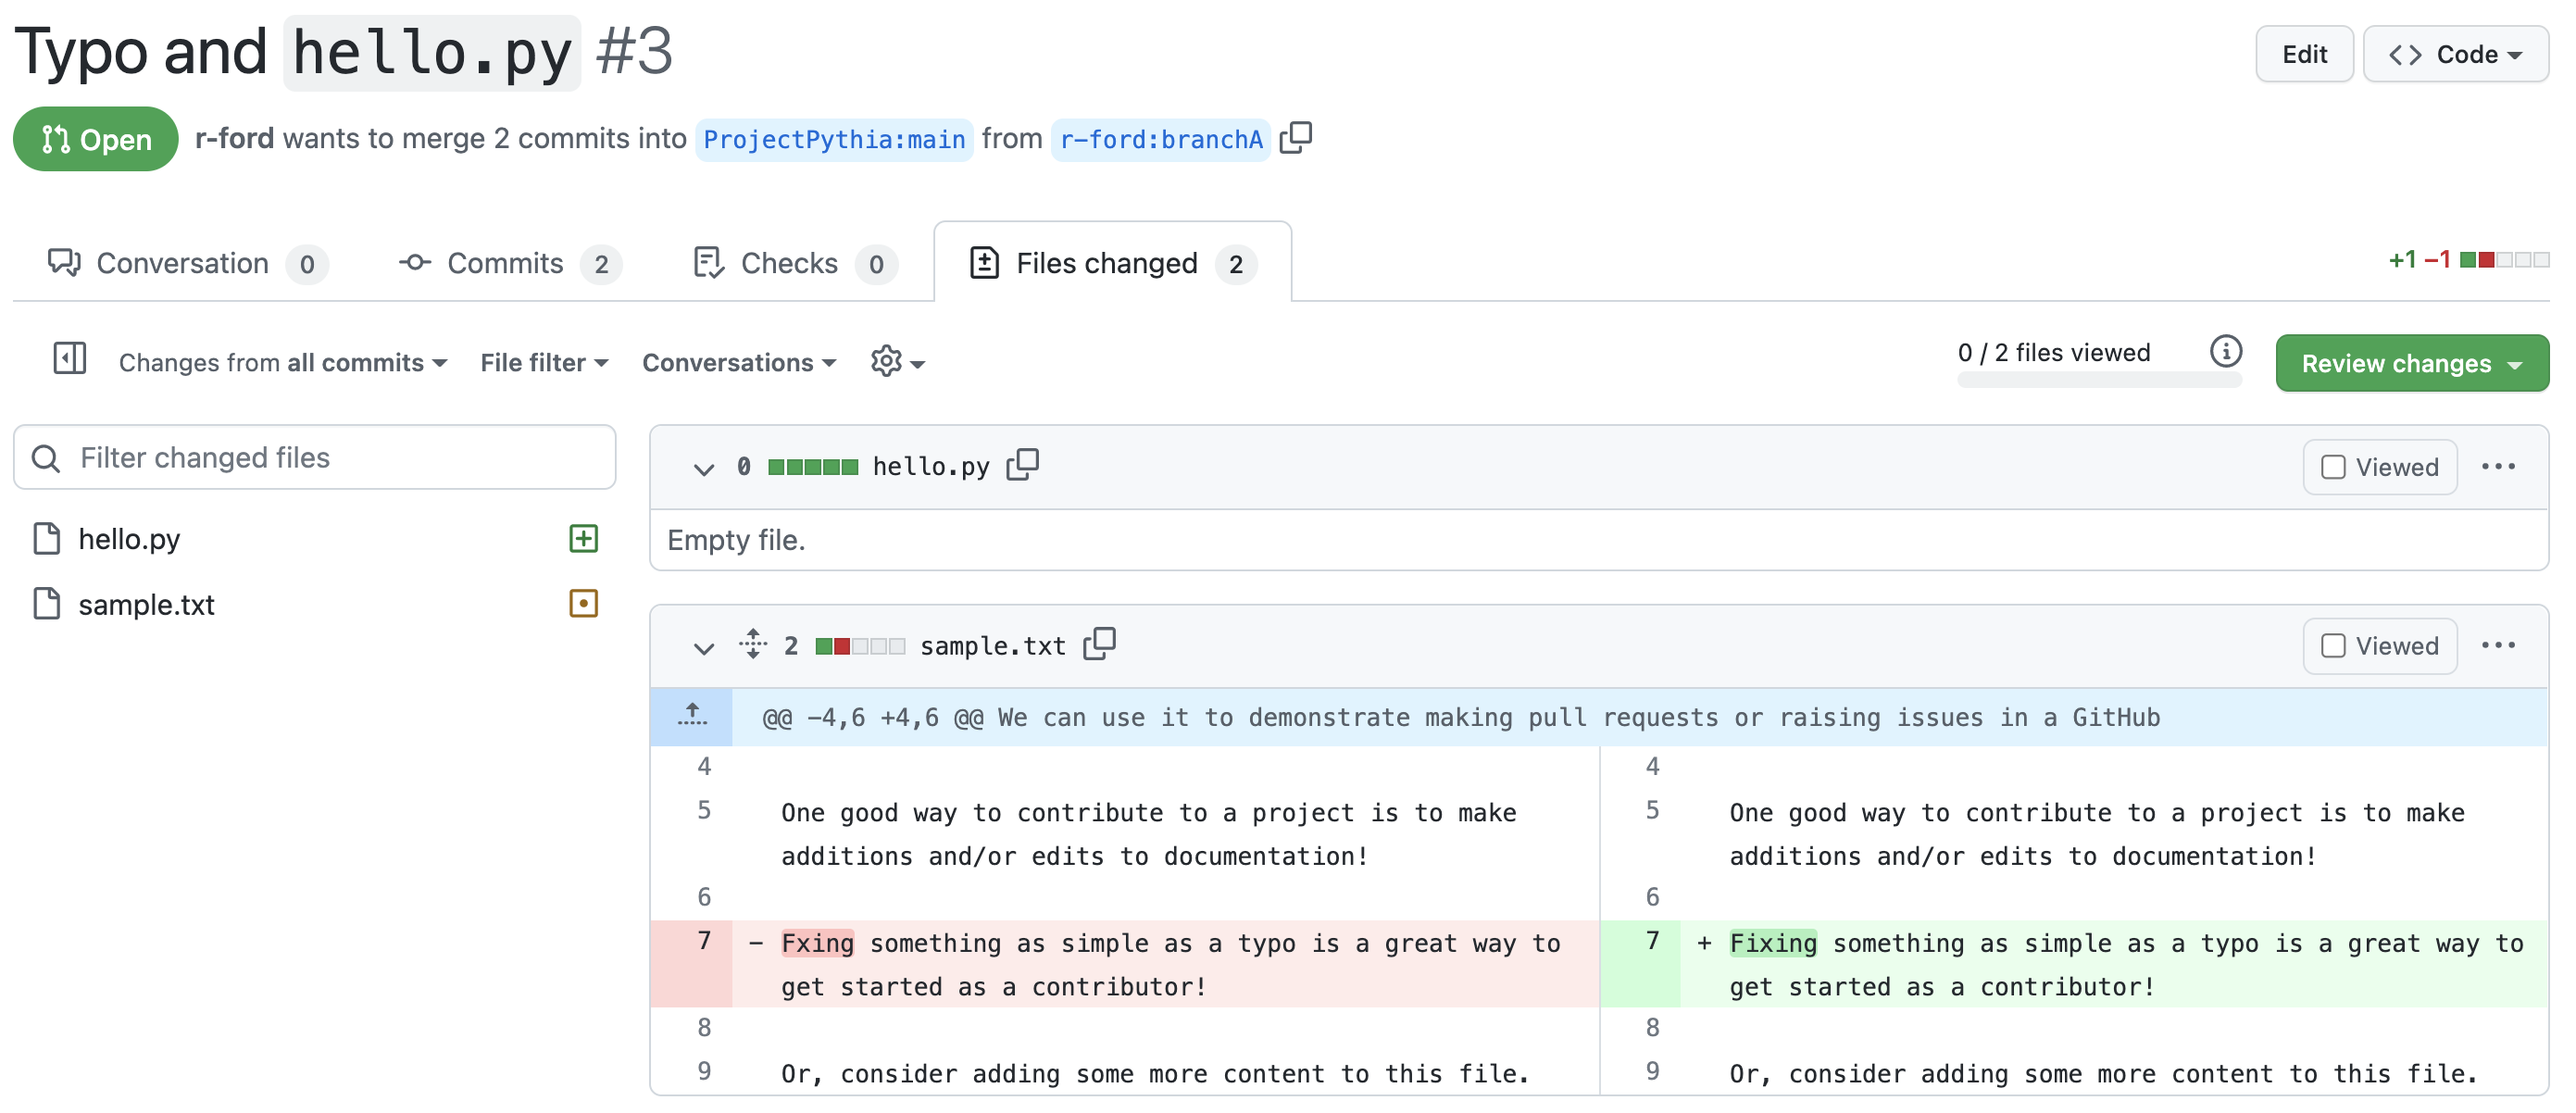 Typo and hello.py #3
Edit
Code
Open
r-ford wants to merge 2 commits into ProjectPythia:main from r-ford:branchA
Conversation 0
Commits 2
Checks 0
Files changed 2
+1 −1
Changes from all commits
File filter
Conversations
0 / 2 files viewed
Review changes
Filter changed files
hello.py
sample.txt
0 hello.py
Viewed
Empty file.
2 sample.txt
Viewed
@@ −4,6 +4,6 @@ We can use it to demonstrate making pull requests or raising issues in a GitHub
4
5 One good way to contribute to a project is to make
additions and/or edits to documentation!
6
7 − Fxing something as simple as a typo is a great way to
get started as a contributor!
8
9 Or, consider adding some more content to this file.
4
5 One good way to contribute to a project is to make
additions and/or edits to documentation!
6
7 + Fixing something as simple as a typo is a great way to
get started as a contributor!
8
9 Or, consider adding some more content to this file.